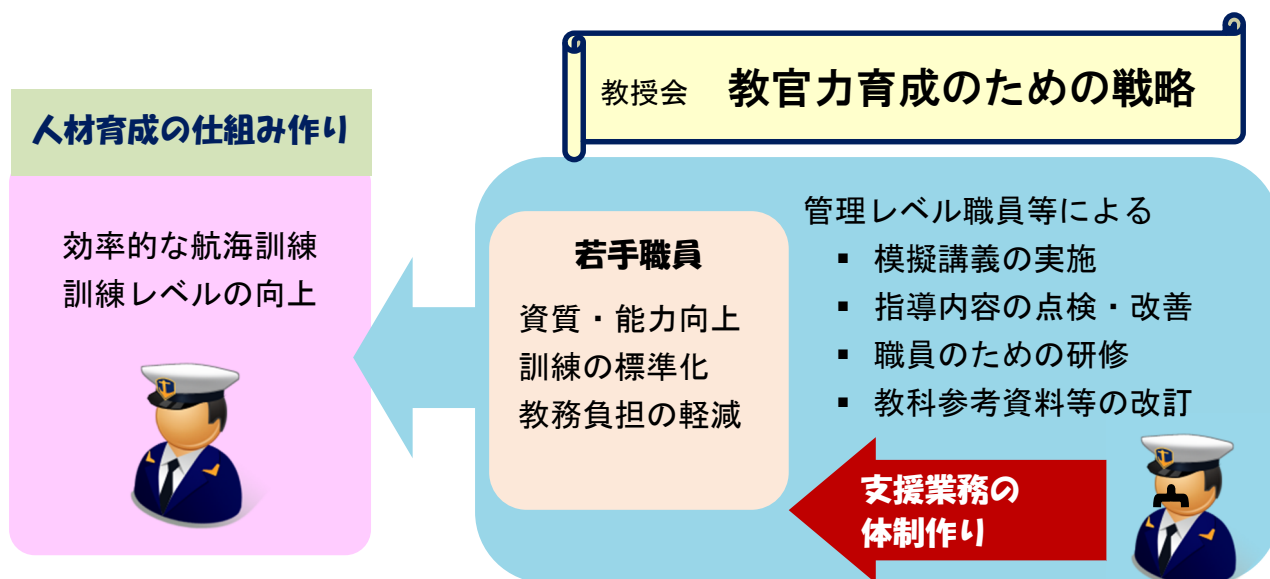 教授会 教官力育成のための戦略
人材育成の仕組み作り
効率的な航海訓練
訓練レベルの向上
若手職員
資質・能力向上
訓練の標準化
教務負担の軽減
管理レベル職員等による
▪ 模擬講義の実施
▪ 指導内容の点検・改善
▪ 職員のための研修
▪ 教科参考資料等の改訂
支援業務の
体制作り